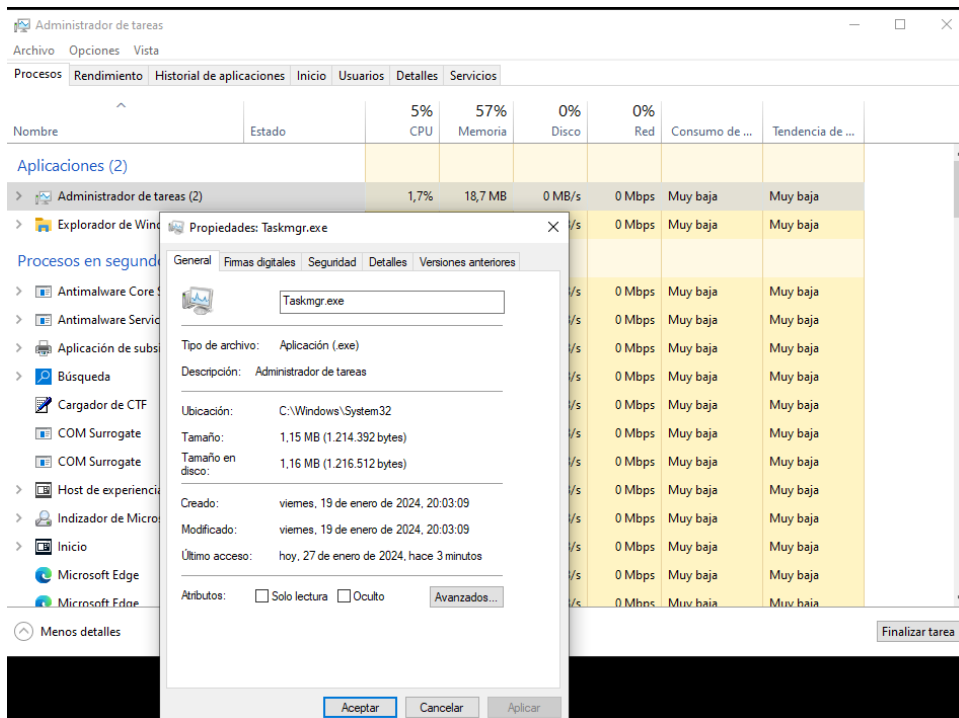 Administrador de tareas
Archivo Opciones Vista
Procesos Rendimiento Historial de aplicaciones Inicio Usuarios Detalles Servicios
5% 57% 0% 0%
Nombre Estado CPU Memoria Disco Red Consumo de ... Tendencia de ...
Aplicaciones (2)
Administrador de tareas (2) 1,7% 18,7 MB 0 MB/s 0 Mbps Muy baja Muy baja
Explorador de Wind /s 0 Mbps Muy baja Muy baja
Propiedades: Taskmgr.exe
General Firmas digitales Seguridad Detalles Versiones anteriores
Procesos en segund
Antimalware Core S /s 0 Mbps Muy baja Muy baja
Taskmgr.exe
Antimalware Servic /s 0 Mbps Muy baja Muy baja
Aplicación de subsi /s 0 Mbps Muy baja Muy baja
Tipo de archivo: Aplicación (.exe)
Búsqueda /s 0 Mbps Muy baja Muy baja
Descripción: Administrador de tareas
Cargador de CTF /s 0 Mbps Muy baja Muy baja
Ubicación: C:\Windows\System32
COM Surrogate /s 0 Mbps Muy baja Muy baja
Tamaño: 1,15 MB (1.214.392 bytes)
COM Surrogate /s 0 Mbps Muy baja Muy baja
Tamaño en disco: 1,16 MB (1.216.512 bytes)
Host de experiencia /s 0 Mbps Muy baja Muy baja
Creado: viernes, 19 de enero de 2024, 20:03:09
Indizador de Micros /s 0 Mbps Muy baja Muy baja
Modificado: viernes, 19 de enero de 2024, 20:03:09
Inicio /s 0 Mbps Muy baja Muy baja
Último acceso: hoy, 27 de enero de 2024, hace 3 minutos
Microsoft Edge /s 0 Mbps Muy baja Muy baja
Atributos: Solo lectura Oculto Avanzados...
Microsoft Edge /s 0 Mbps Muy baja Muy baja
Menos detalles Finalizar tarea
Aceptar Cancelar Aplicar